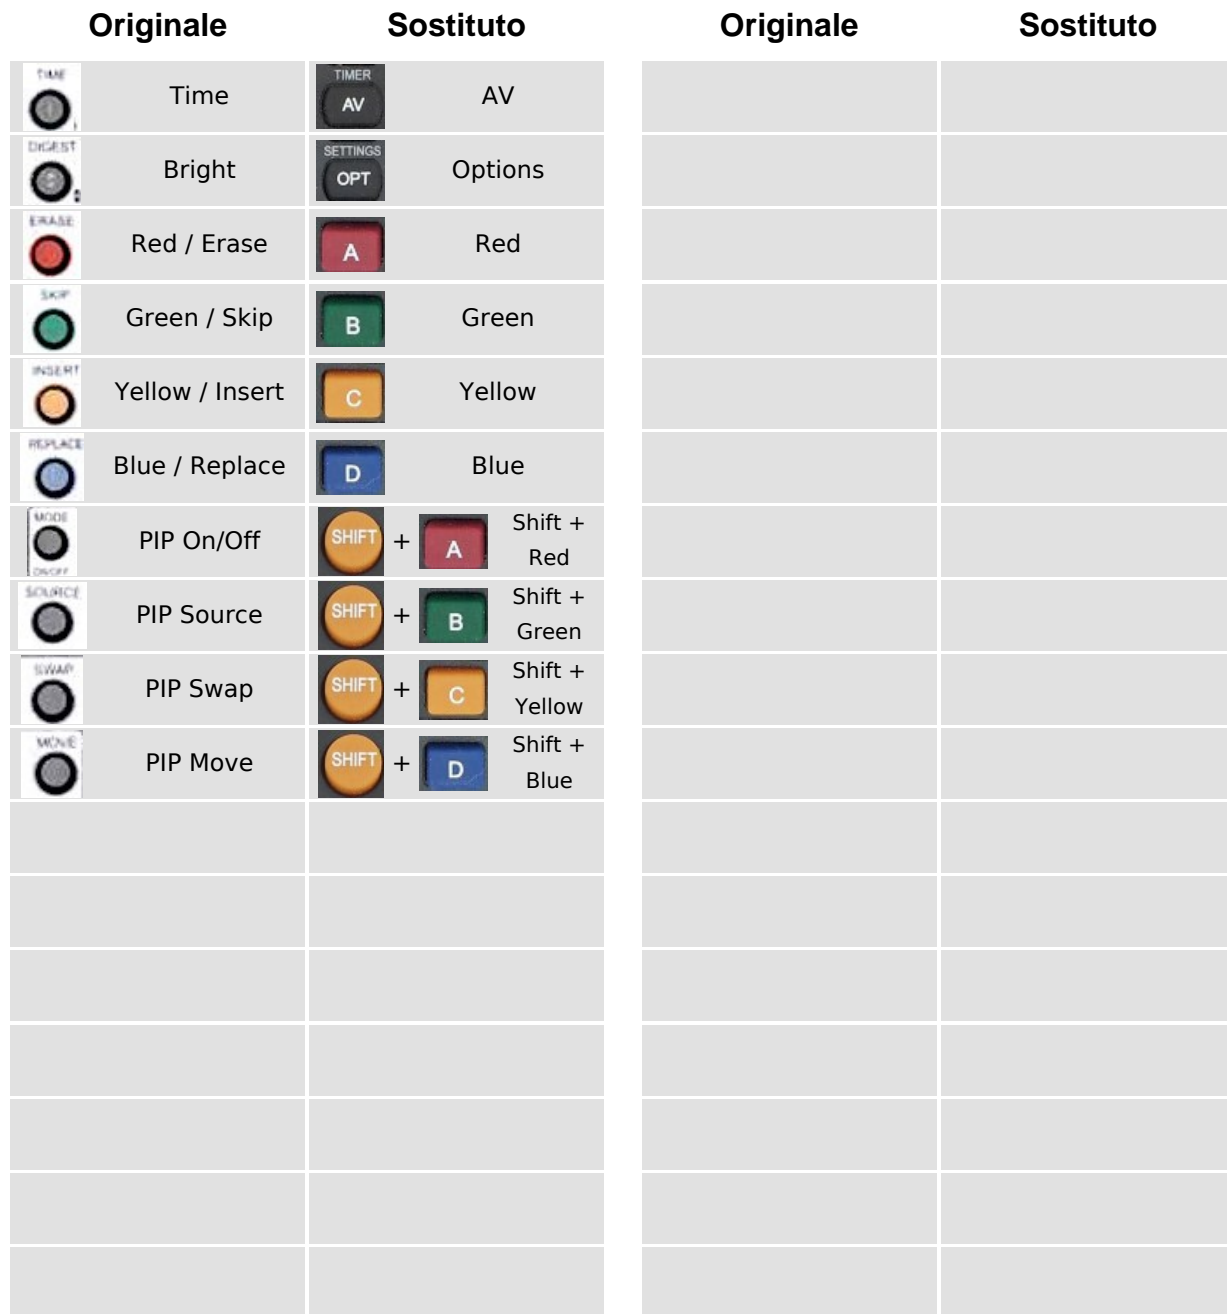 Originale Sostituto Originale Sostituto
TIME Time TIMER AV AV
DIGEST Bright SETTINGS OPT Options
ERASE Red / Erase A Red
SKIP Green / Skip B Green
INSERT Yellow / Insert C Yellow
REPLACE Blue / Replace D Blue
MODE ON/OFF PIP On/Off SHIFT + A Shift +
Red
SOURCE PIP Source SHIFT + B Shift +
Green
SWAP PIP Swap SHIFT + C Shift +
Yellow
MOVE PIP Move SHIFT + D Shift +
Blue